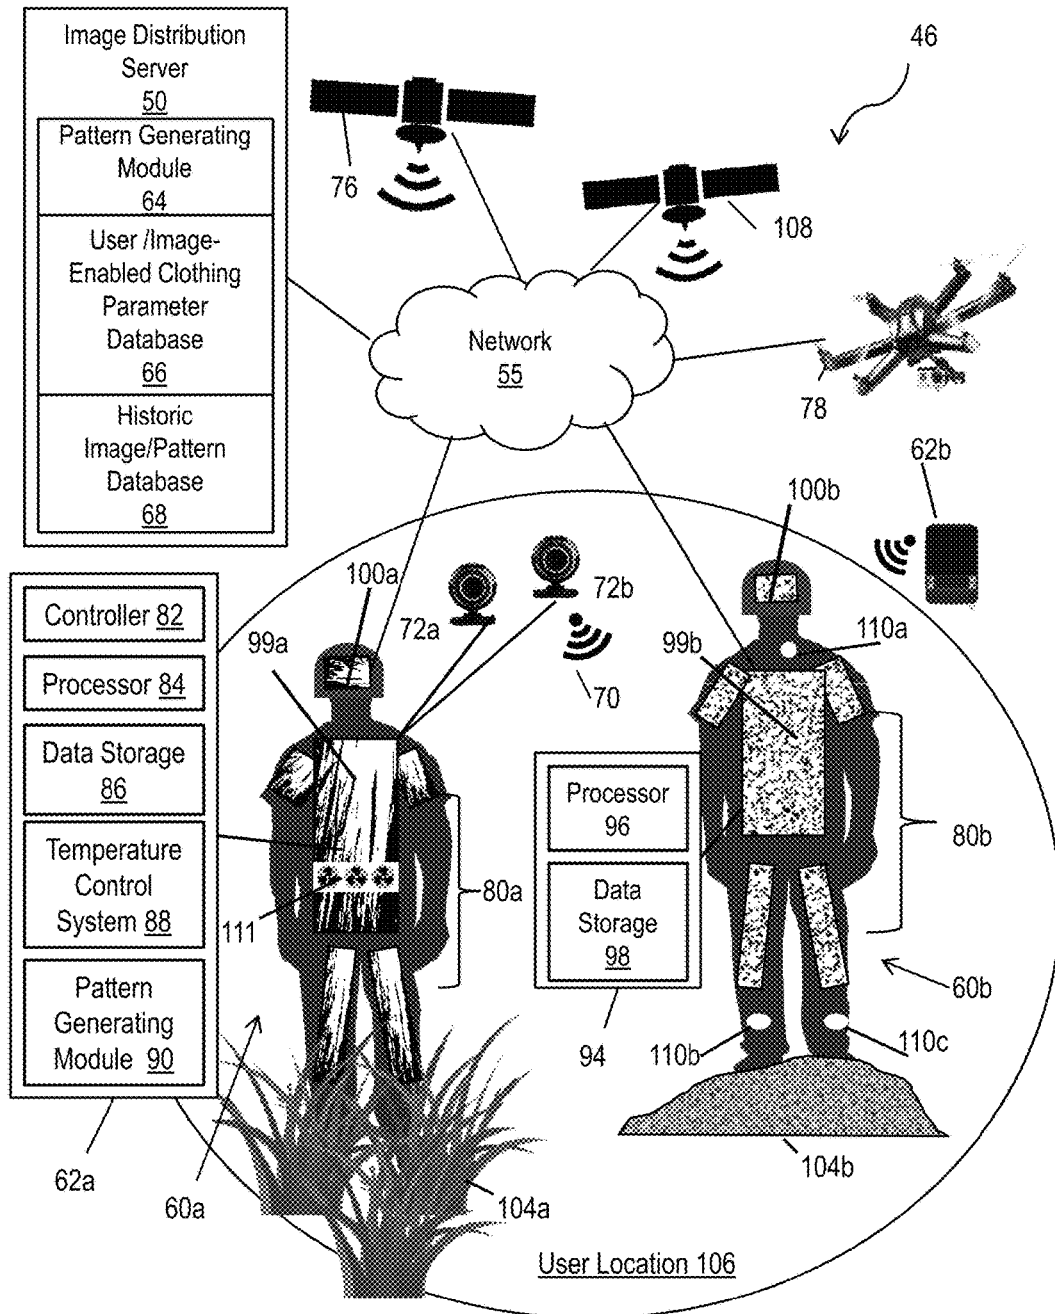 Image Distribution
Server
50
Pattern Generating
Module
64
User /Image-
Enabled Clothing
Parameter
Database
66
Historic
Image/Pattern
Database
68
46
76
108
Network
55
78
62b
100b
100a
72a
72b
99a
99b
110a
70
Controller 82
Processor 84
Data Storage
86
Temperature
Control
System 88
Pattern
Generating
Module 90
Processor
96
Data
Storage
98
80a
80b
111
60b
94
110b
110c
62a
60a
104a
104b
User Location 106